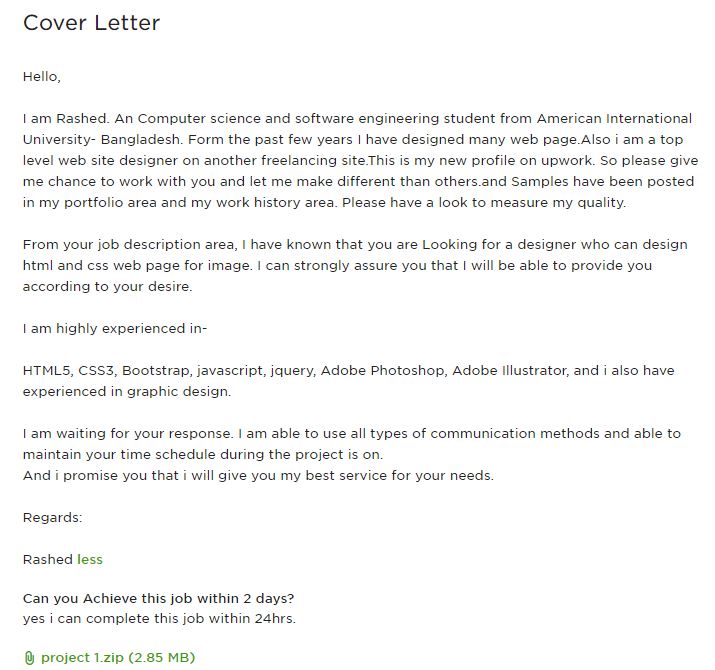 Cover Letter
Hello,
I am Rashed. An Computer science and software engineering student from American International
University- Bangladesh. Form the past few years I have designed many web page.Also i am a top
level web site designer on another freelancing site.This is my new profile on upwork. So please give
me chance to work with you and let me make different than others.and Samples have been posted
in my portfolio area and my work history area. Please have a look to measure my quality.
From your job description area, I have known that you are Looking for a designer who can design
html and css web page for image. I can strongly assure you that I will be able to provide you
according to your desire.
I am highly experienced in-
HTML5, CSS3, Bootstrap, javascript, jquery, Adobe Photoshop, Adobe Illustrator, and i also have
experienced in graphic design.
I am waiting for your response. I am able to use all types of communication methods and able to
maintain your time schedule during the project is on.
And i promise you that i will give you my best service for your needs.
Regards:
Rashed less
Can you Achieve this job within 2 days?
yes i can complete this job within 24hrs.
project 1.zip (2.85 MB)